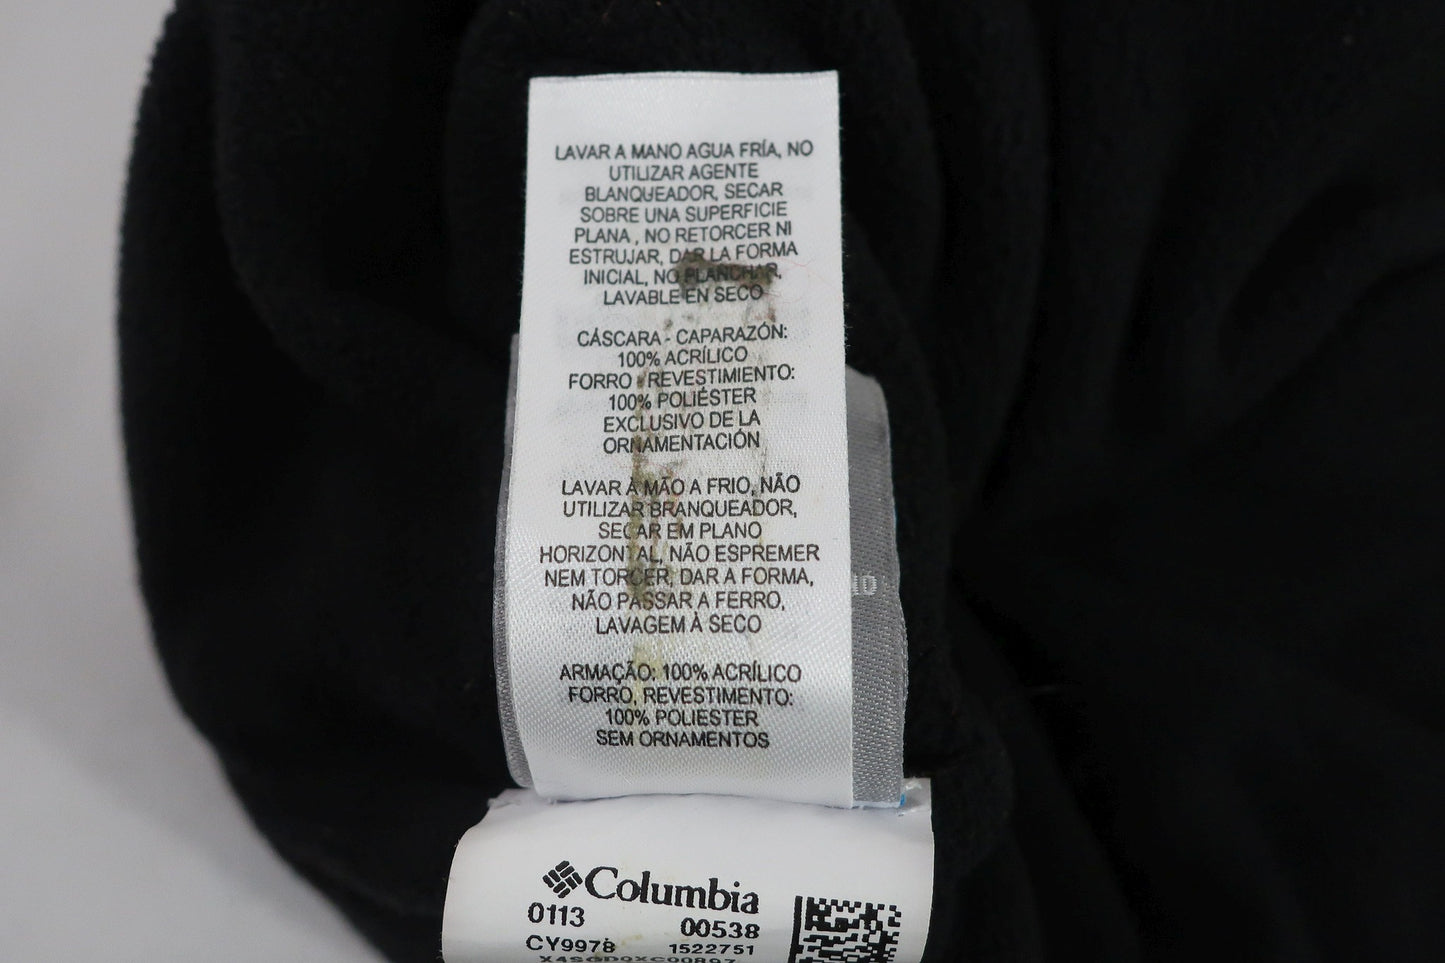 LAVAR A MANO AGUA FRÍA, NO
UTILIZAR AGENTE
BLANQUEADOR, SECAR
SOBRE UNA SUPERFICIE
PLANA , NO RETORCER NI
ESTRUJAR, DAR LA FORMA
INICIAL, NO PLANCHAR,
LAVABLE EN SECO
CÁSCARA - CAPARAZÓN:
100% ACRÍLICO
FORRO - REVESTIMIENTO:
100% POLIÉSTER
EXCLUSIVO DE LA
ORNAMENTACIÓN
LAVAR À MÃO A FRIO, NÃO
UTILIZAR BRANQUEADOR,
SECAR EM PLANO
HORIZONTAL, NÃO ESPREMER
NEM TORCER, DAR A FORMA,
NÃO PASSAR A FERRO,
LAVAGEM À SECO
ARMAÇÃO: 100% ACRÍLICO
FORRO, REVESTIMENTO:
100% POLIESTER
SEM ORNAMENTOS
Columbia
0113 00538
CY9978 1522751